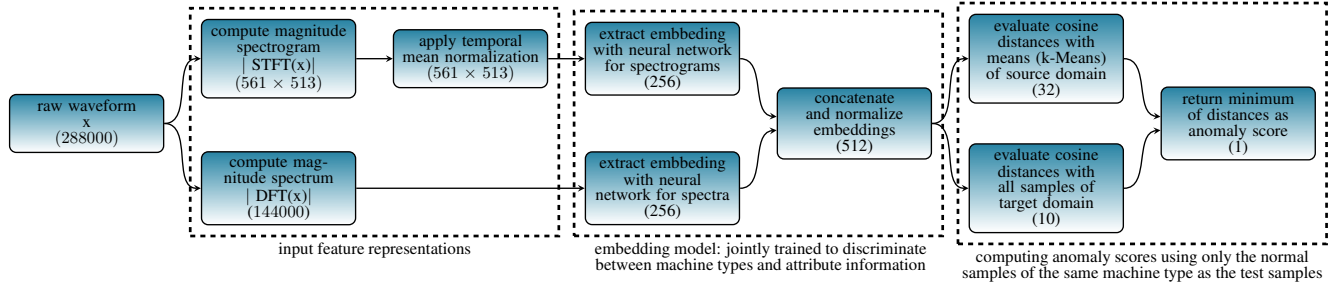 raw waveform
x
(288000)
compute magnitude
spectrogram
| STFT(x)|
(561 × 513)
apply temporal
mean normalization
(561 × 513)
compute mag-
nitude spectrum
| DFT(x)|
(144000)
input feature representations
extract embbeding
with neural network
for spectrograms
(256)
extract embbeding
with neural
network for spectra
(256)
concatenate
and normalize
embeddings
(512)
embedding model: jointly trained to discriminate
between machine types and attribute information
evaluate cosine
distances with
means (k-Means)
of source domain
(32)
evaluate cosine
distances with
all samples of
target domain
(10)
return minimum
of distances as
anomaly score
(1)
computing anomaly scores using only the normal
samples of the same machine type as the test samples